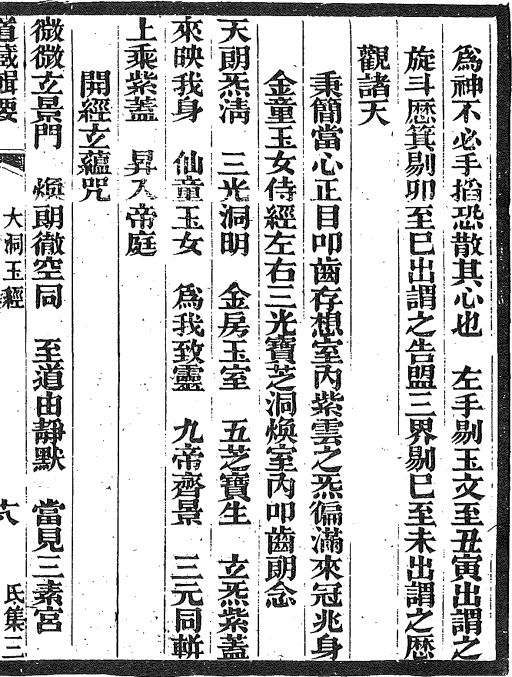 爲神不必手掐恐散其心也　左手剔玉文至丑寅出謂之
旋斗歷箕剔卯至巳出謂之告盟三界剔巳至未出謂之歷
觀諸天
秉簡當心正目叩齒存想室內紫雲之炁徧滿來冠兆身
金童玉女侍經左右三光寶芝洞煥室內叩齒朗念
天朗炁淸　三光洞明　金房玉室　五芝寶生　玄炁紫蓋
來映我身　仙童玉女　爲我致靈　九帝齊景　三元同軿
上乘紫蓋　昇入帝庭
開經玄蘊咒
微微玄景門　煥朗徹空同　至道由靜默　當見三素宮
道藏輯要　大洞玉經　氐集三